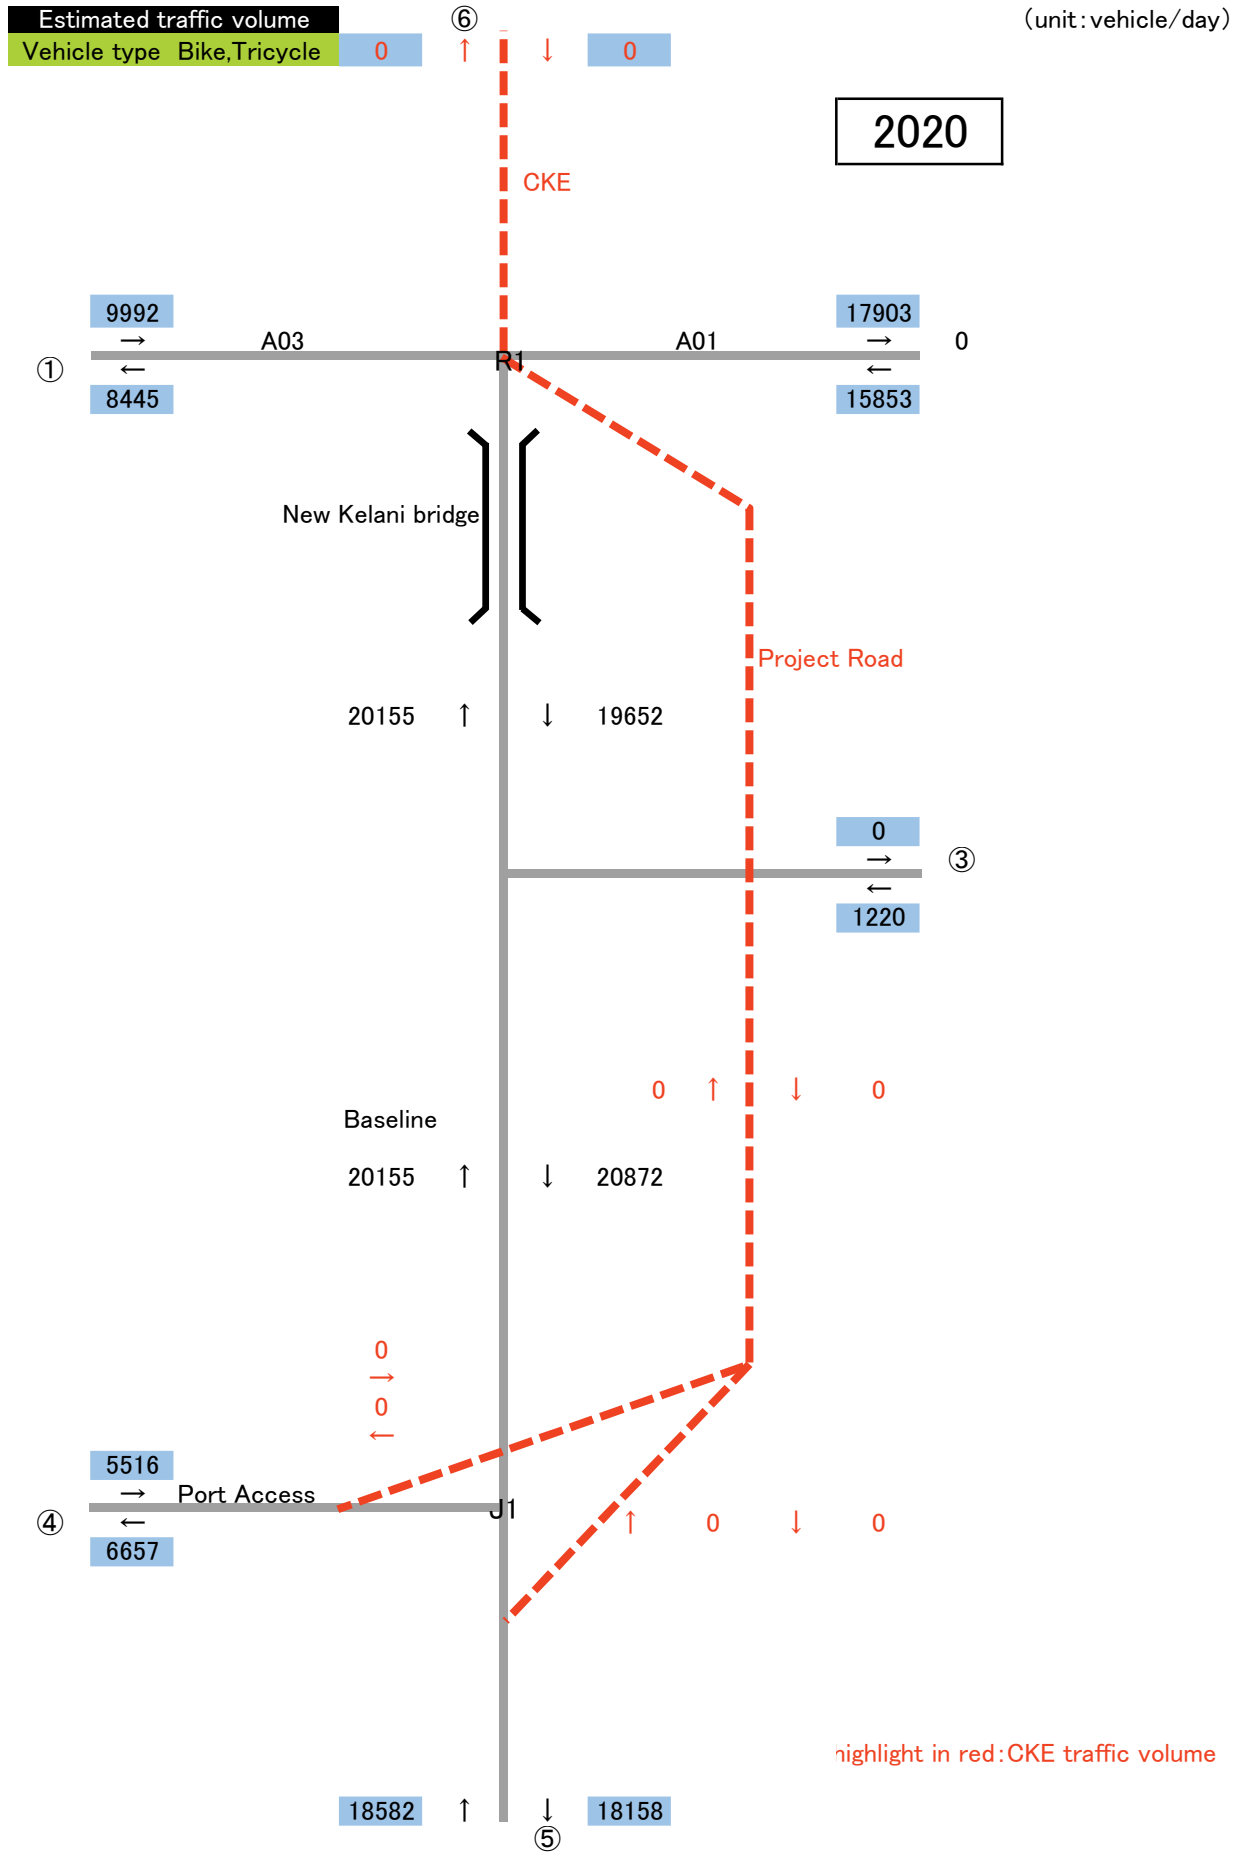 Estimated traffic volume ⑥ (unit:vehicle/day)
Vehicle type Bike,Tricycle 0 ↑ ↓ 0
2020
CKE
9992 17903
→ A03 A01 → 0
① R1
← ←
8445 15853
New Kelani bridge
Project Road
20155 ↑ ↓ 19652
0
→ ③
←
1220
0 ↑ ↓ 0
Baseline
20155 ↑ ↓ 20872
0
→
0
←
5516
→ Port Access
④ ← J1 ↑ 0 ↓ 0
6657
highlight in red:CKE traffic volume
18582 ↑ ↓ 18158
⑤